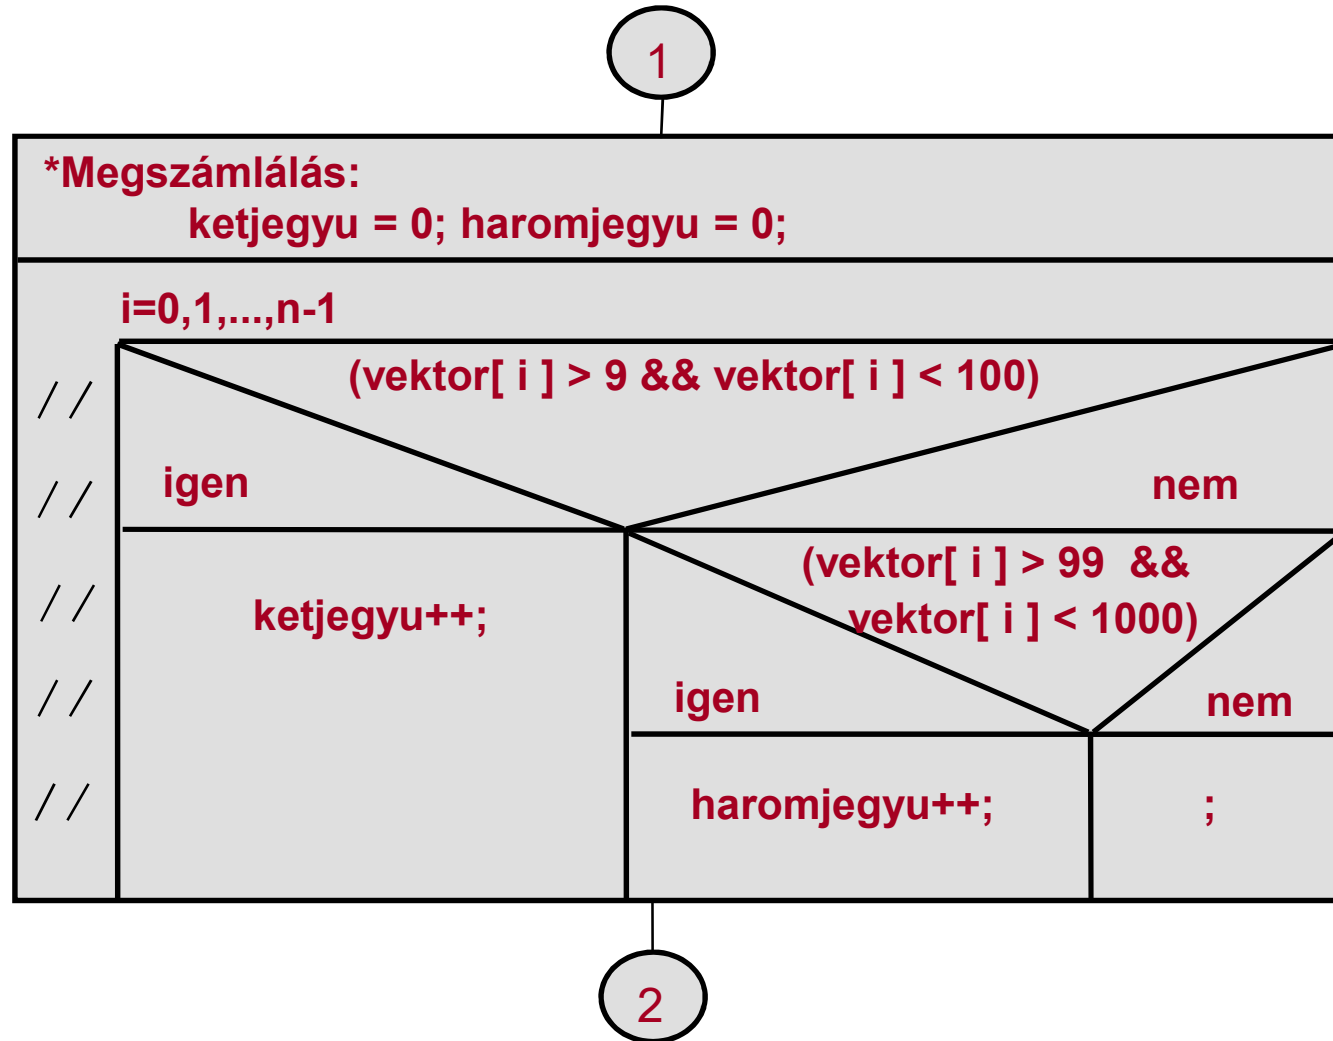 1
*Megszámlálás:
ketjegyu = 0; haromjegyu = 0;
i=0,1,...,n-1
(vektor[ i ] > 9 && vektor[ i ] < 100)
igen
nem
(vektor[ i ] > 99 &&
vektor[ i ] < 1000)
ketjegyu++;
igen
nem
haromjegyu++;
;
//
//
//
//
//
2